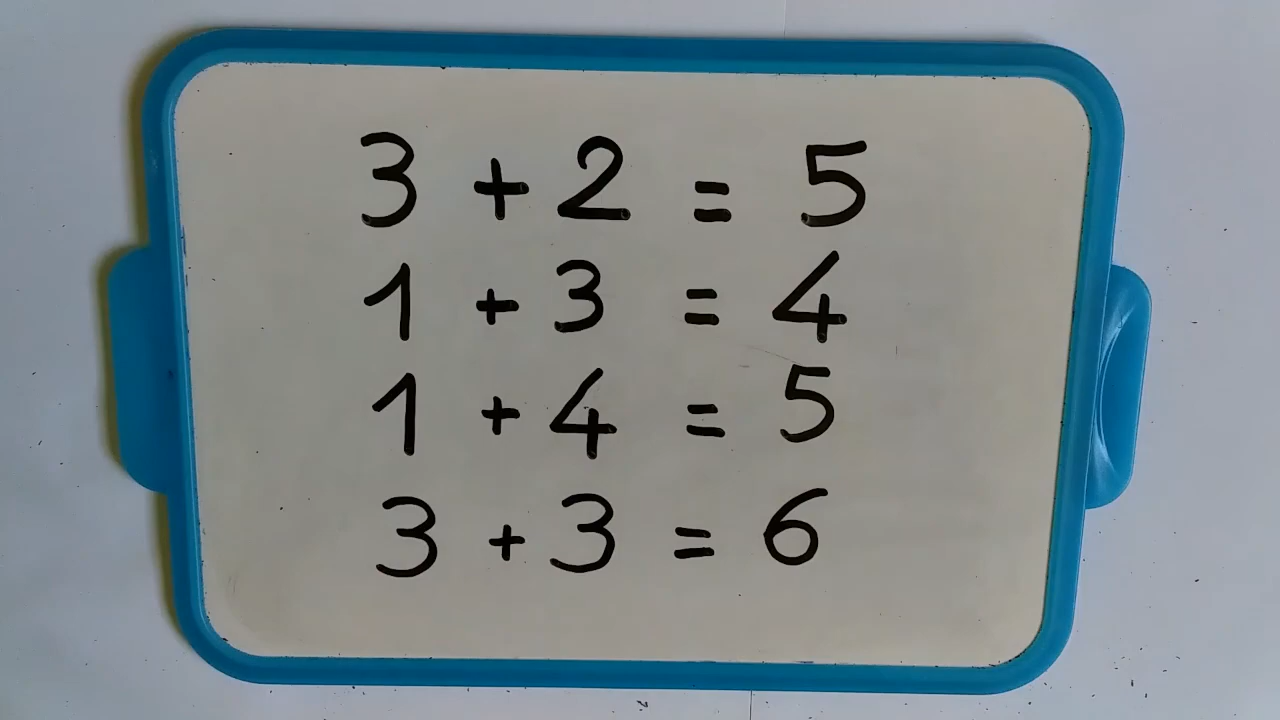 3 + 2 = 5
1 + 3 = 4
1 + 4 = 5
3 + 3 = 6